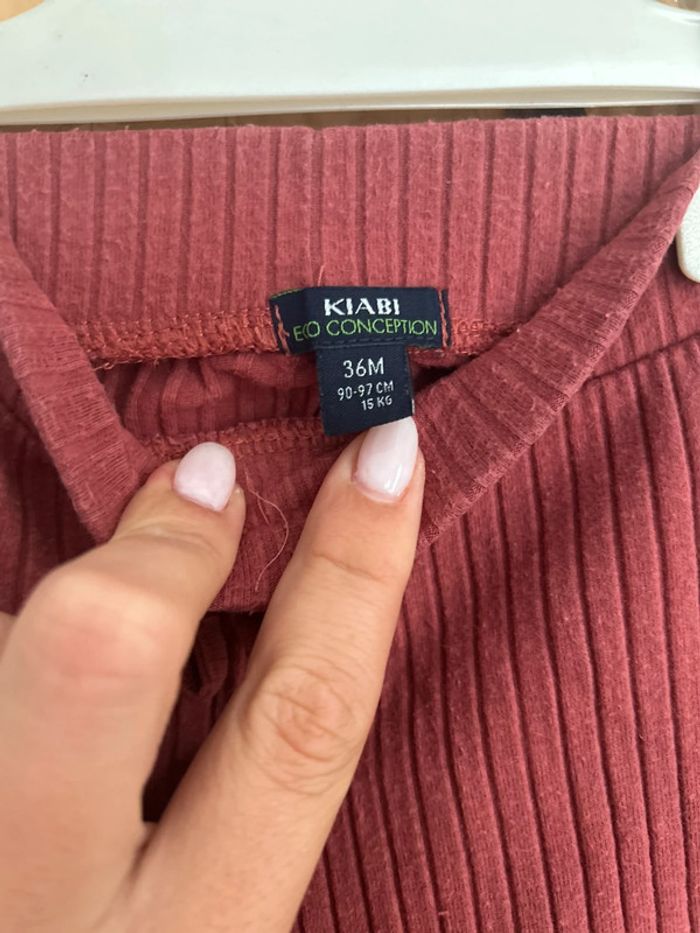 KIABI
ECO CONCEPTION
36M
90-97 CM
15 KG